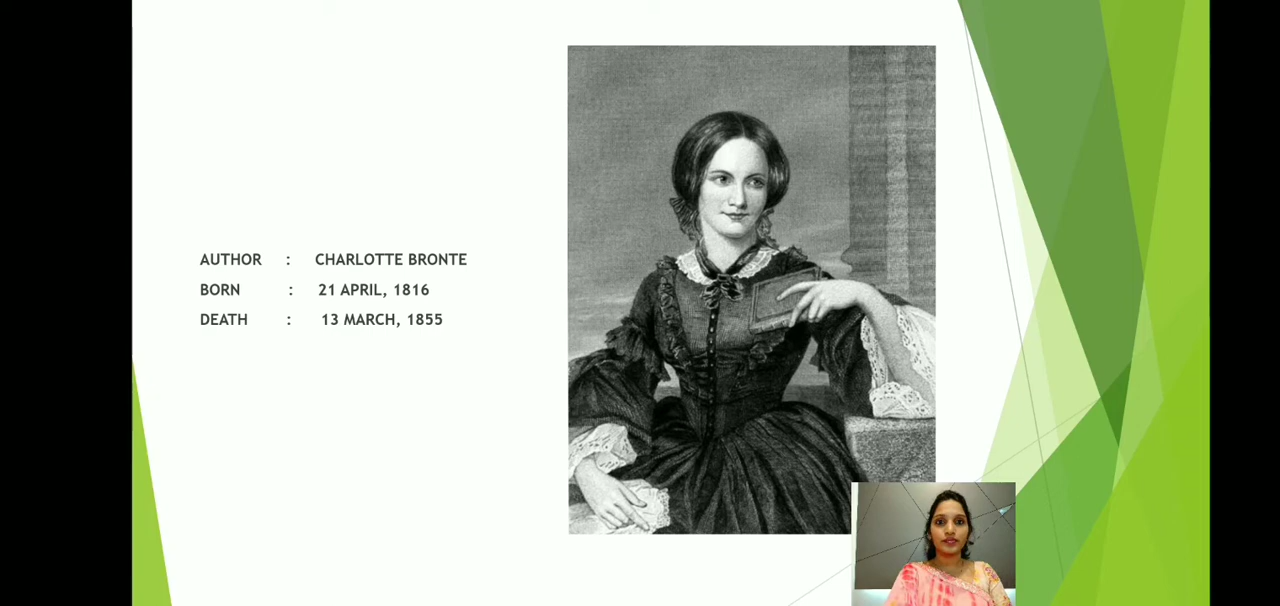 AUTHOR : CHARLOTTE BRONTE
BORN : 21 APRIL, 1816
DEATH : 13 MARCH, 1855